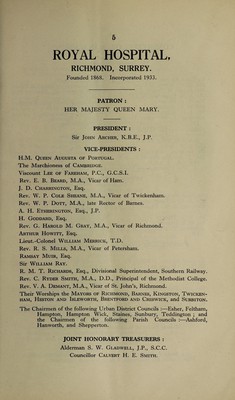 5
ROYAL HOSPITAL,
RICHMOND, SURREY.
Founded 1868. Incorporated 1933.
PATRON :
HER MAJESTY QUEEN MARY.
PRESIDENT :
Sir John Archer, K.B.E., J.P.
VICE-PRESIDENTS :
H.M. Queen Augusta of Portugal.
The Marchioness of Cambridge.
Viscount Lee of Fareham, P.C., G.C.S.I.
Rev. E. B. Beard, M.A., Vicar of Ham.
J. D. Charrington, Esq.
Rev. W. P. Cole Sheane, M.A., Vicar of Twickenham.
Rev. W. P. Dott, M.A., late Rector of Barnes.
A. H. Etherington, Esq., J.P.
H. Goddard, Esq.
Rev. G. Harold M. Gray, M.A., Vicar of Richmond.
Arthur Howitt, Esq.
Lieut.-Colonel William Merrick, T.D.
Rev. R. S. Mills, M.A., Vicar of Petersham.
Ramsay Muir, Esq.
Sir William Ray.
R. M. T. Richards, Esq., Divisional Superintendent, Southern Railway.
Rev. C. Ryder Smith, M.A., D.D., Principal of the Methodist College.
Rev. V. A. Demant, M.A., Vicar of St. John's, Richmond.
Their Worships the Mayors of Richmond, Barnes, Kingston, Twicken-
ham, Heston and Isleworth, Brentford and Chiswick, and Surbiton.
The Chairmen of the following Urban District Councils :—Esher, Feltham,
Hampton, Hampton Wick, Staines, Sunbury, Teddington ; and
the Chairmen of the following Parish Councils :—Ashford,
Hanworth, and Shepperton.
JOINT HONORARY TREASURERS :
Alderman S. W. Gladwell, J.P., S.C.C.
Councillor Calvert H. E. Smith.